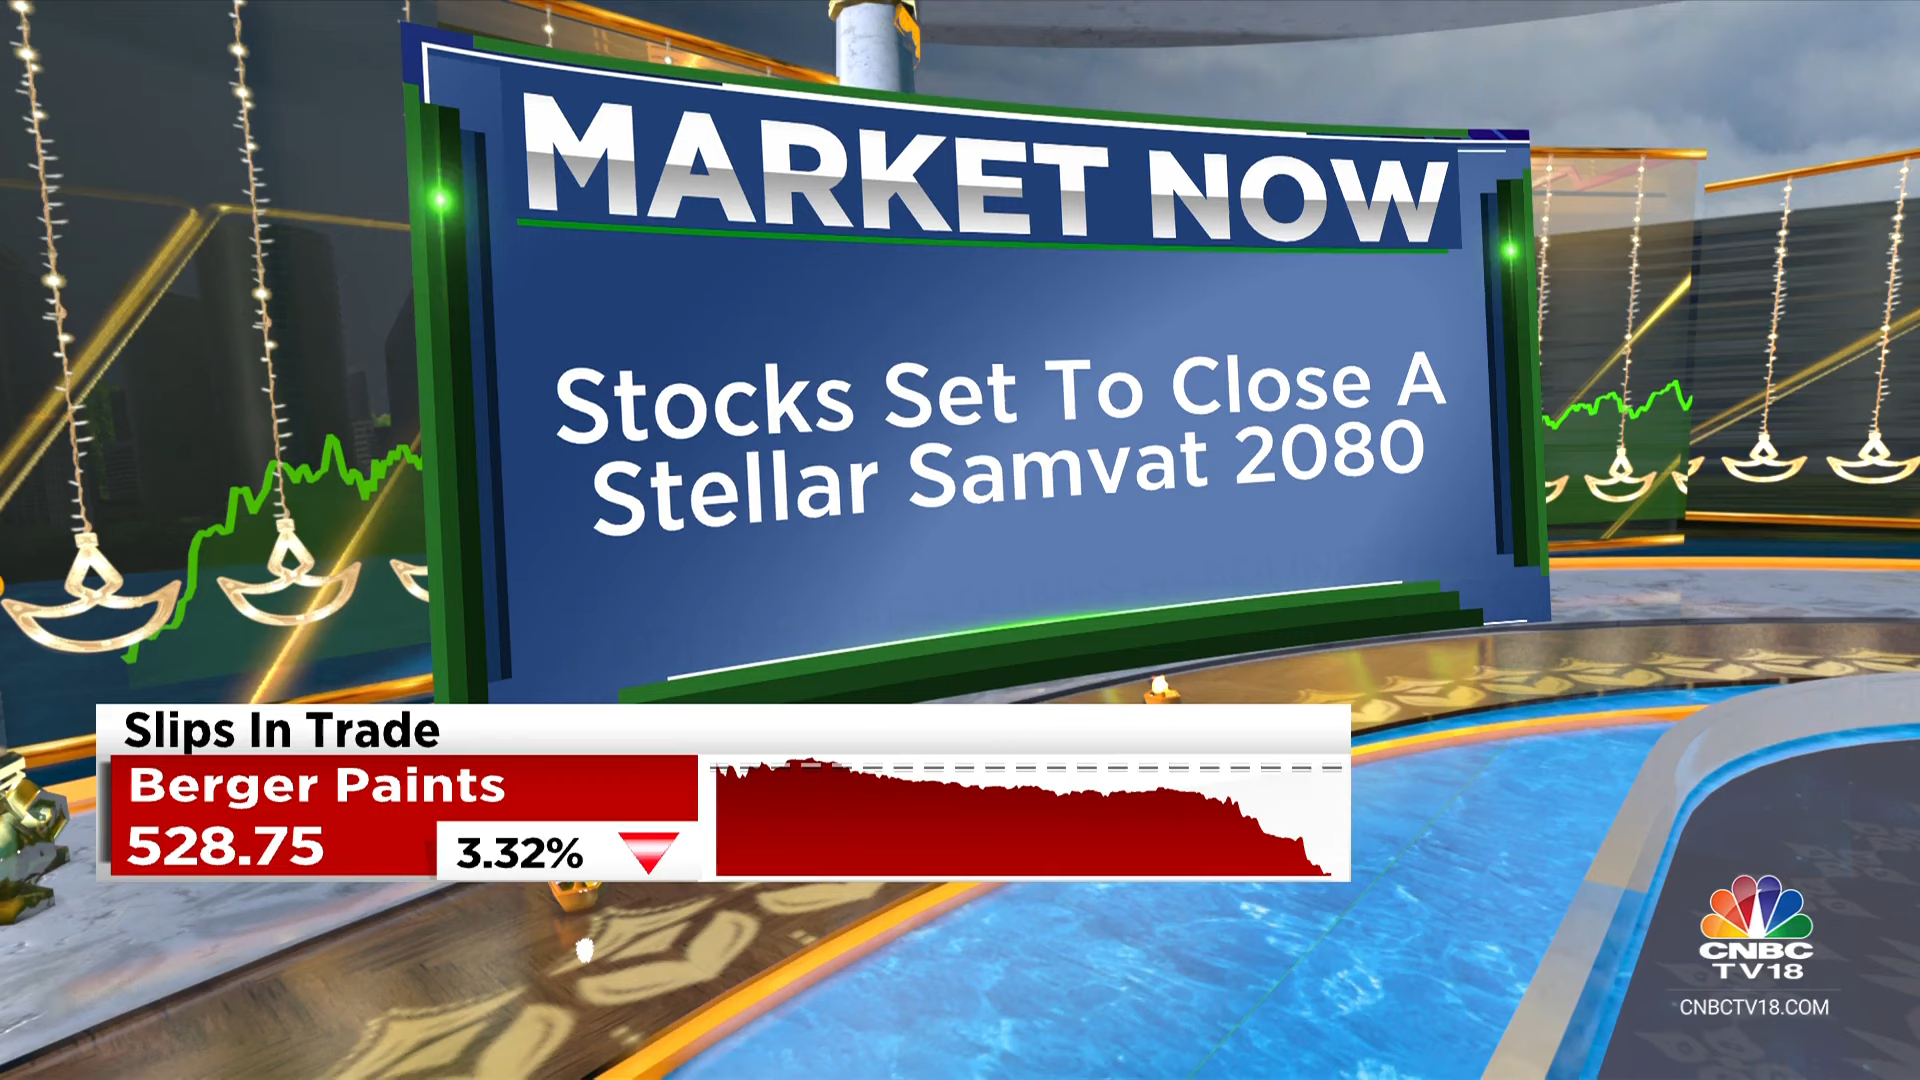 MARKET NOW
Stocks Set To Close A
Stellar Samvat 2080
Slips In Trade
Berger Paints
528.75
3.32%
CNBC
TV18
CNBCTV18.COM